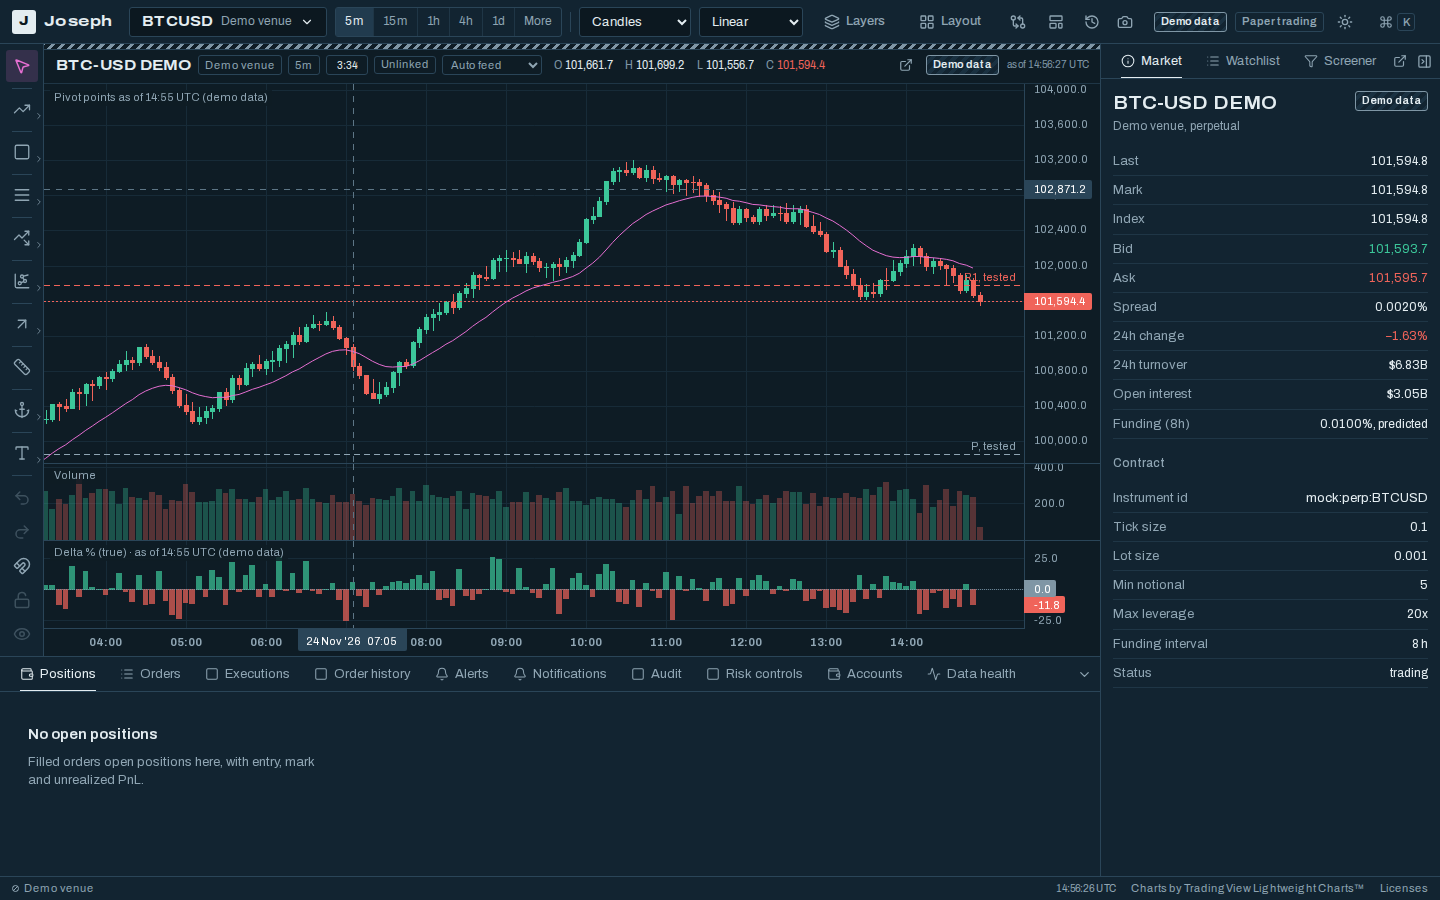 J Joseph BTCUSD Demo venue 5m 15m 1h 4h 1d More Candles Linear Layers Layout Demo data Paper trading ⌘ K
BTC-USD DEMO Demo venue 5m 3:34 Unlinked Auto feed O 101,661.7 H 101,699.2 L 101,556.7 C 101,594.4 Demo data as of 14:56:27 UTC
Pivot points as of 14:55 UTC (demo data)
104,000.0
103,600.0
103,200.0
102,871.2
102,400.0
102,000.0
R1, tested
101,594.4
101,200.0
100,800.0
100,400.0
100,000.0
P, tested
Volume
400.0
200.0
Delta % (true) · as of 14:55 UTC (demo data)
25.0
0.0
-11.8
-25.0
04:00 05:00 06:00 24 Nov '26 07:05 08:00 09:00 10:00 11:00 12:00 13:00 14:00
Market Watchlist Screener
BTC-USD DEMO Demo data
Demo venue, perpetual
Last 101,594.8
Mark 101,594.8
Index 101,594.8
Bid 101,593.7
Ask 101,595.7
Spread 0.0020%
24h change −1.63%
24h turnover $6.83B
Open interest $3.05B
Funding (8h) 0.0100%, predicted
Contract
Instrument id mock:perp:BTCUSD
Tick size 0.1
Lot size 0.001
Min notional 5
Max leverage 20x
Funding interval 8 h
Status trading
Positions Orders Executions Order history Alerts Notifications Audit Risk controls Accounts Data health
No open positions
Filled orders open positions here, with entry, mark
and unrealized PnL.
Demo venue 14:56:26 UTC Charts by TradingView Lightweight Charts™ Licenses